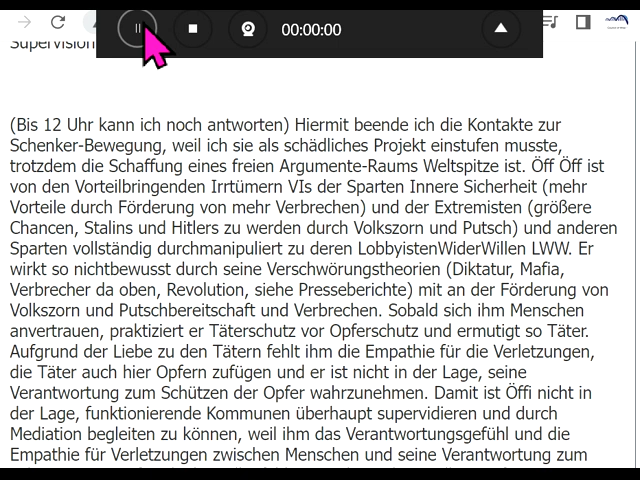 00:00:00
Supervision
(Bis 12 Uhr kann ich noch antworten) Hiermit beende ich die Kontakte zur
Schenker-Bewegung, weil ich sie als schädliches Projekt einstufen musste,
trotzdem die Schaffung eines freien Argumente-Raums Weltspitze ist. Öff Öff ist
von den Vorteilbringenden Irrtümern VIs der Sparten Innere Sicherheit (mehr
Vorteile durch Förderung von mehr Verbrechen) und der Extremisten (größere
Chancen, Stalins und Hitlers zu werden durch Volkszorn und Putsch) und anderen
Sparten vollständig durchmanipuliert zu deren LobbyistenWiderWillen LWW. Er
wirkt so nichtbewusst durch seine Verschwörungstheorien (Diktatur, Mafia,
Verbrecher da oben, Revolution, siehe Presseberichte) mit an der Förderung von
Volkszorn und Putschbereitschaft und Verbrechen. Sobald sich ihm Menschen
anvertrauen, praktiziert er Täterschutz vor Opferschutz und ermutigt so Täter.
Aufgrund der Liebe zu den Tätern fehlt ihm die Empathie für die Verletzungen,
die Täter auch hier Opfern zufügen und er ist nicht in der Lage, seine
Verantwortung zum Schützen der Opfer wahrzunehmen. Damit ist Öffi nicht in
der Lage, funktionierende Kommunen überhaupt supervidieren und durch
Mediation begleiten zu können, weil ihm das Verantwortungsgefühl und die
Empathie für Verletzungen zwischen Menschen und seine Verantwortung zum